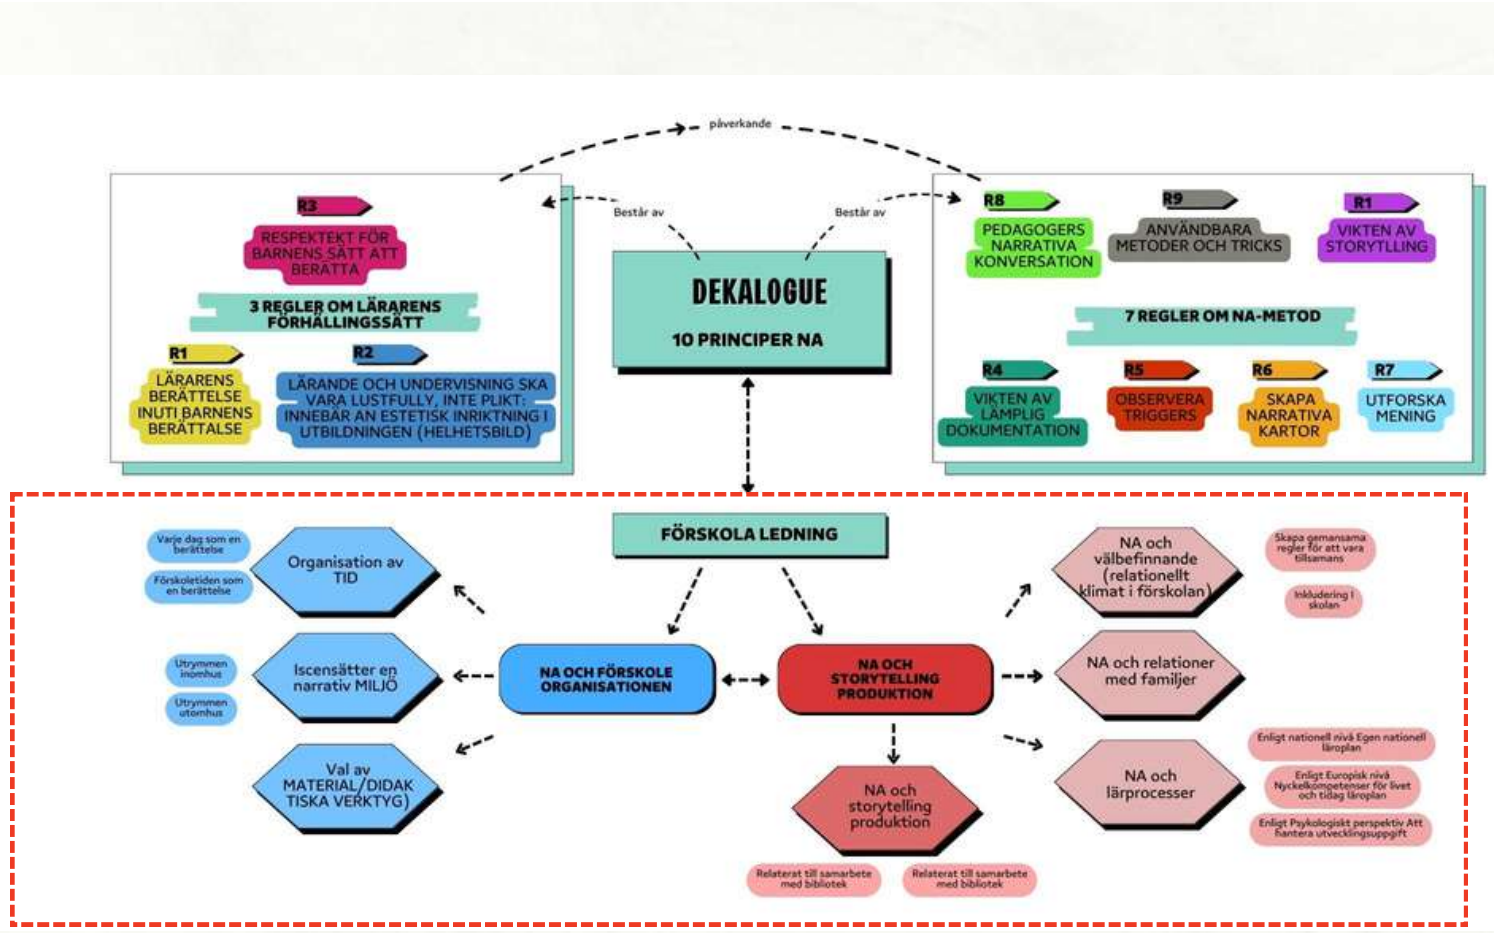 påverkande
Består av
Består av
R3
RESPEKTEKT FÖR
BARNENS SÄTT ATT
BERÄTTA
3 REGLER OM LÄRARENS
FÖRHÅLLINGSSÄTT
R1
LÄRARENS
BERÄTTELSE
INUTI BARNENS
BERÄTTALSE
R2
LÄRANDE OCH UNDERVISNING SKA
VARA LUSTFULLY, INTE PLIKT:
INNEBÄR AN ESTETISK INRIKTNING I
UTBILDNINGEN (HELHETSBILD)
DEKALOGUE
10 PRINCIPER NA
R8
PEDAGOGERS
NARRATIVA
KONVERSATION
R9
ANVÄNDBARA
METODER OCH TRICKS
R1
VIKTEN AV
STORYTLLING
7 REGLER OM NA-METOD
R4
VIKTEN AV
LÄMPLIG
DOKUMENTATION
R5
OBSERVERA
TRIGGERS
R6
SKAPA
NARRATIVA
KARTOR
R7
UTFORSKA
MENING
FÖRSKOLA LEDNING
Varje dag som en
berättelse
Förskoletiden som
en berättelse
Organisation av
TID
Utrymmen
inomhus
Utrymmen
utomhus
Iscensätter en
narrativ MILJÖ
Val av
MATERIAL/DIDAK
TISKA VERKTYG)
NA OCH FÖRSKOLE
ORGANISATIONEN
NA OCH
STORYTELLING
PRODUKTION
NA och
storytelling
produktion
Relaterat till samarbete
med bibliotek
Relaterat till samarbete
med bibliotek
NA och
välbefinnande
(relationellt
klimat i förskolan)
Skapa gemansama
regler för att vara
tillsamans
Inkludering I
skolan
NA och relationer
med familjer
NA och
lärprocesser
Enligt nationell nivå Egen nationell
läroplan
Enligt Europisk nivå
Nyckelkompetenser för livet
och tidag läroplan
Enligt Psykologiskt perspektiv Att
hantera utvecklingsuppgift